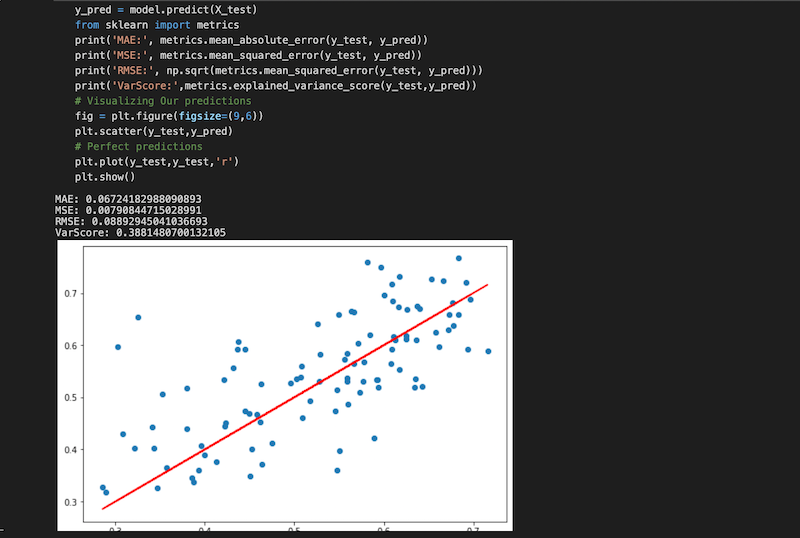 y_pred = model.predict(X_test)
from sklearn import metrics
print('MAE:', metrics.mean_absolute_error(y_test, y_pred))
print('MSE:', metrics.mean_squared_error(y_test, y_pred))
print('RMSE:', np.sqrt(metrics.mean_squared_error(y_test, y_pred)))
print('VarScore:',metrics.explained_variance_score(y_test,y_pred))
# Visualizing Our predictions
fig = plt.figure(figsize=(9,6))
plt.scatter(y_test,y_pred)
# Perfect predictions
plt.plot(y_test,y_test,'r')
plt.show()
MAE: 0.06724182988090893
MSE: 0.00790844715028991
RMSE: 0.08892945041036693
VarScore: 0.3881480700132105
0.7
0.6
0.5
0.4
0.3
0.3 0.4 0.5 0.6 0.7